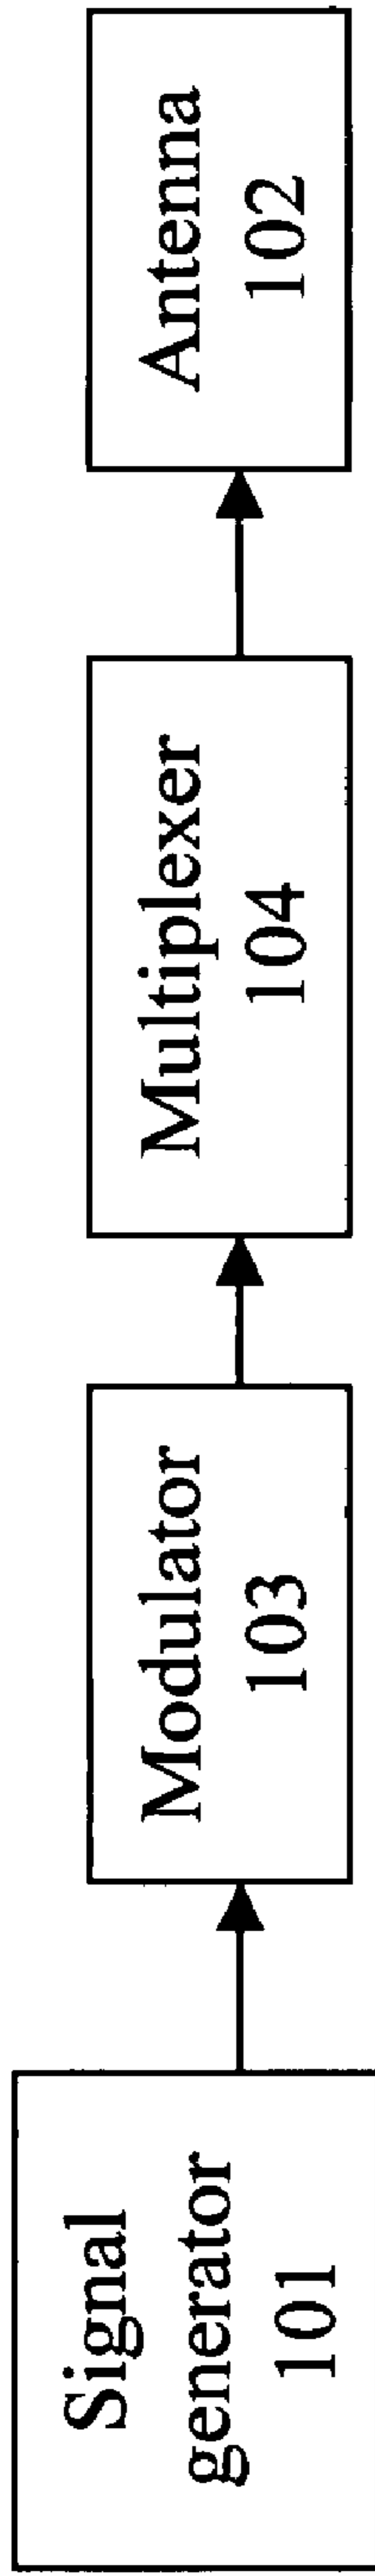 Signal
generator
101
Modulator
103
Multiplexer
104
Antenna
102